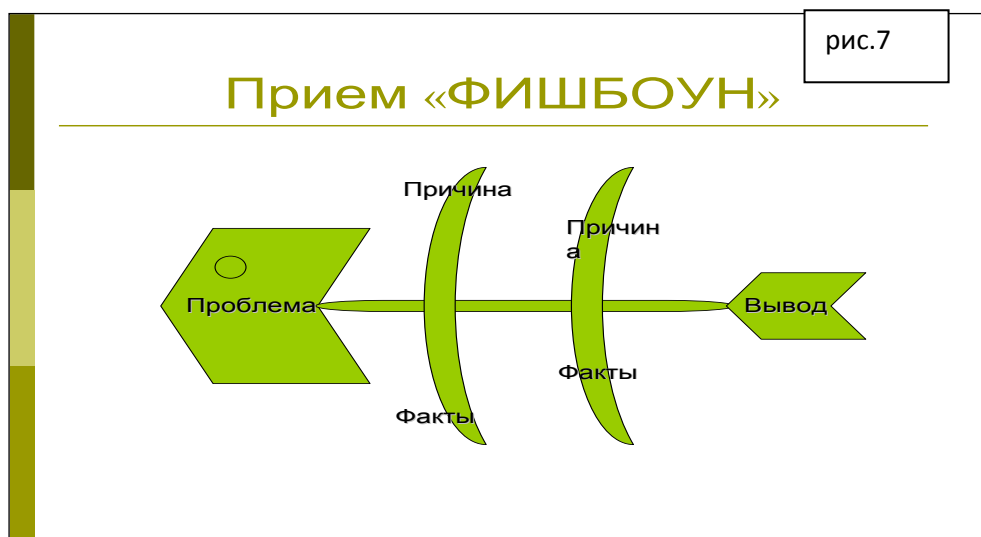 рис.7
Прием «ФИШБОУН»
Причина
Причин
а
Проблема
Вывод
Факты
Факты